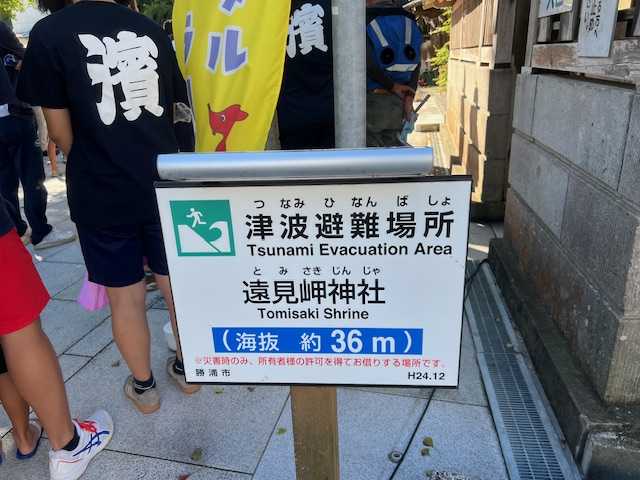 濱
濱
つ なみ ひ なん ば しょ
津波避難場所
Tsunami Evacuation Area
と み さき じん じゃ
遠見岬神社
Tomisaki Shrine
(海抜 約36m)
※災害時のみ、所有者様の許可を得てお借りする場所です。
勝浦市
H24.12